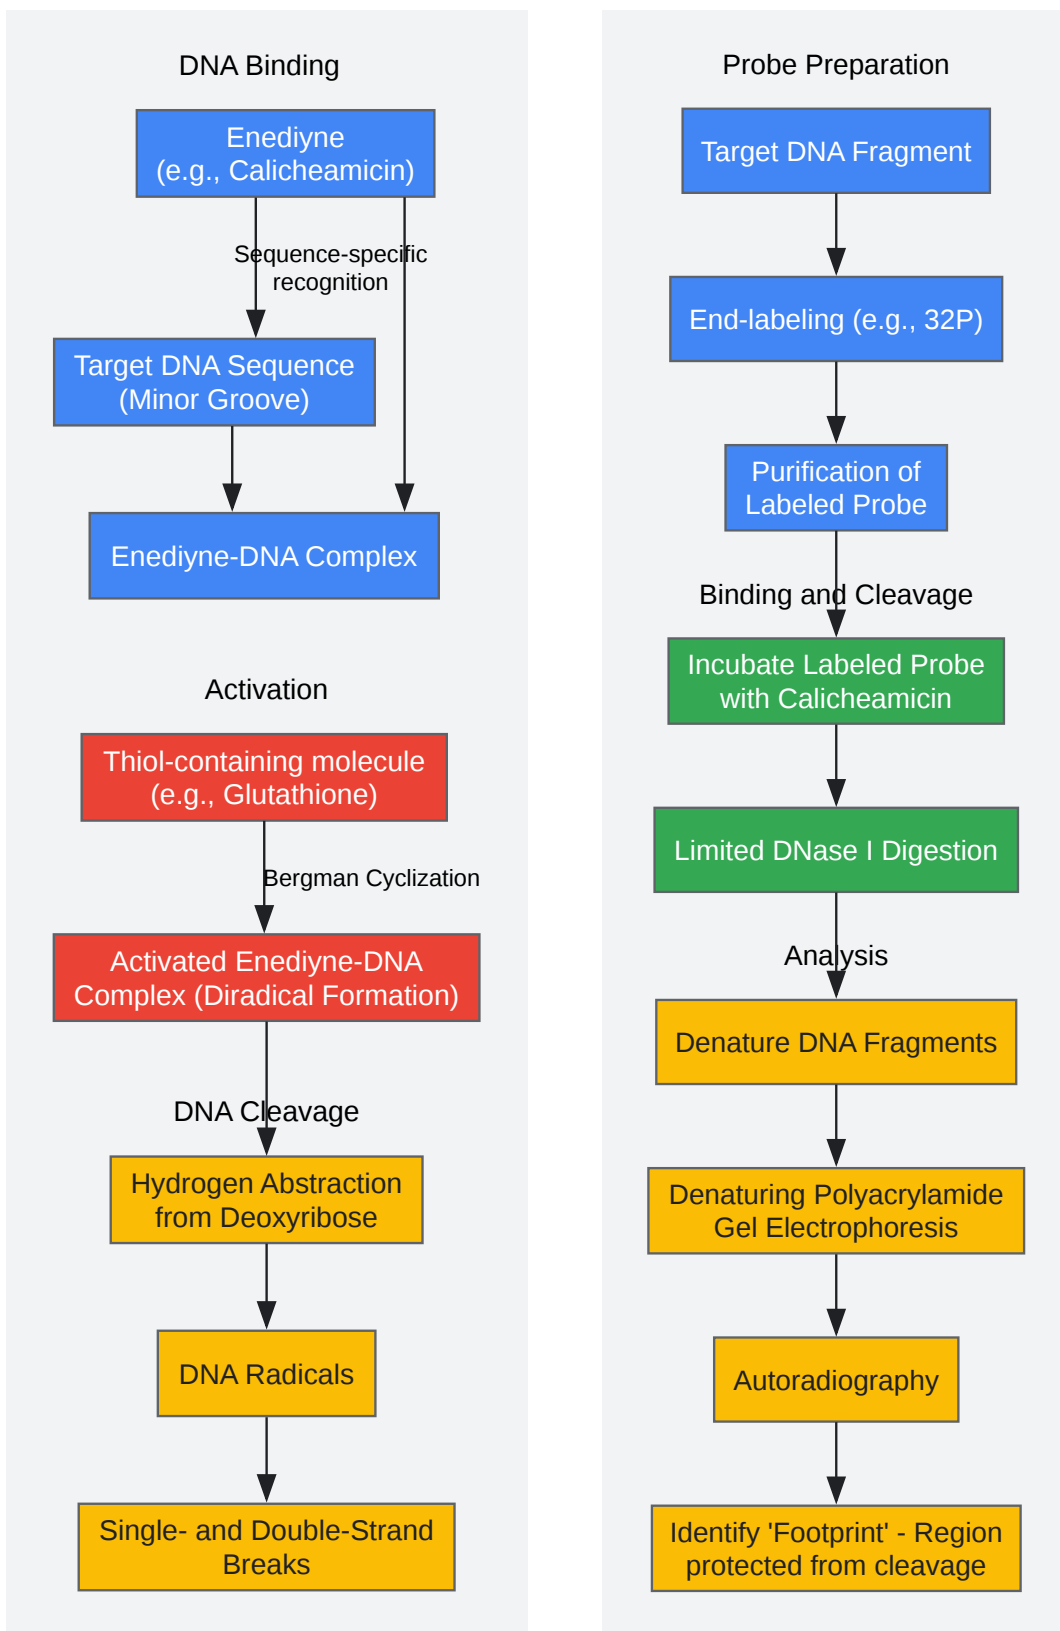 DNA Binding
Enediyne
(e.g., Calicheamicin)
Sequence-specific
recognition
Target DNA Sequence
(Minor Groove)
Enediyne-DNA Complex
Activation
Thiol-containing molecule
(e.g., Glutathione)
Bergman Cyclization
Activated Enediyne-DNA
Complex (Diradical Formation)
DNA Cleavage
Hydrogen Abstraction
from Deoxyribose
DNA Radicals
Single- and Double-Strand
Breaks
Probe Preparation
Target DNA Fragment
End-labeling (e.g., 32P)
Purification of
Labeled Probe
Binding and Cleavage
Incubate Labeled Probe
with Calicheamicin
Limited DNase I Digestion
Analysis
Denature DNA Fragments
Denaturing Polyacrylamide
Gel Electrophoresis
Autoradiography
Identify 'Footprint' - Region
protected from cleavage